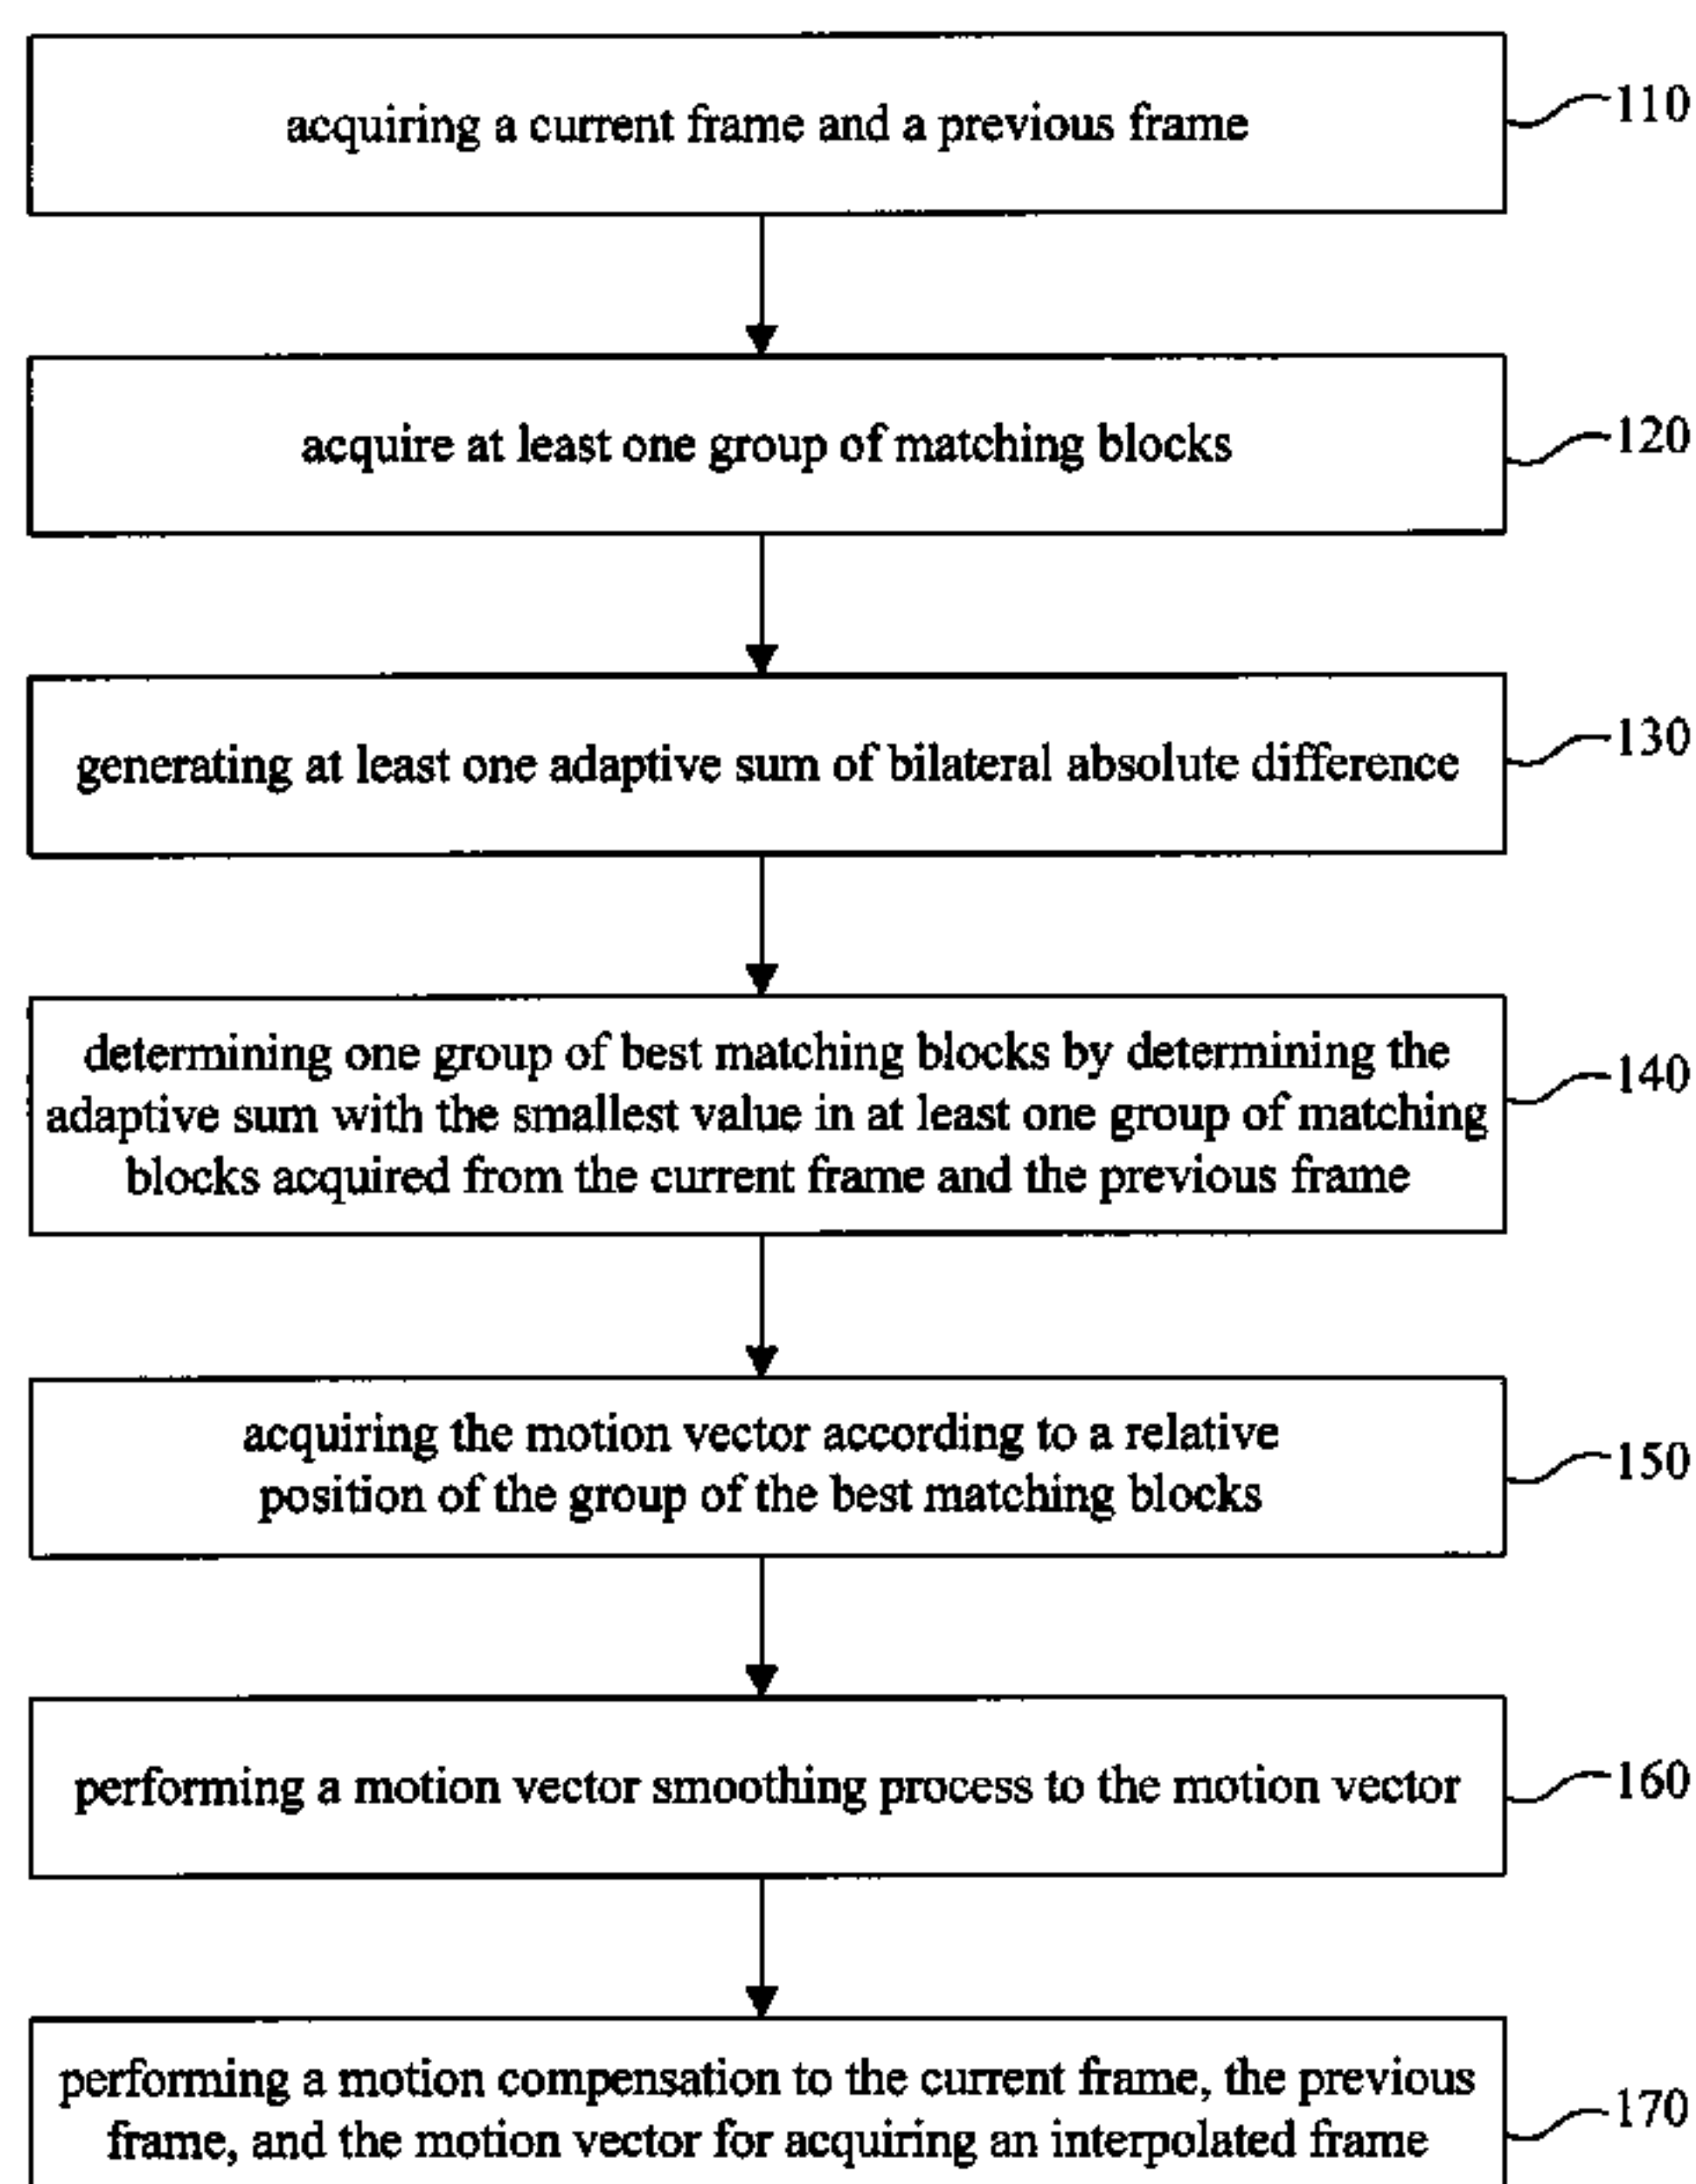 acquiring a current frame and a previous frame
110
acquire at least one group of matching blocks
120
generating at least one adaptive sum of bilateral absolute difference
130
determining one group of best matching blocks by determining the
adaptive sum with the smallest value in at least one group of matching
blocks acquired from the current frame and the previous frame
140
acquiring the motion vector according to a relative
position of the group of the best matching blocks
150
performing a motion vector smoothing process to the motion vector
160
performing a motion compensation to the current frame, the previous
frame, and the motion vector for acquiring an interpolated frame
170